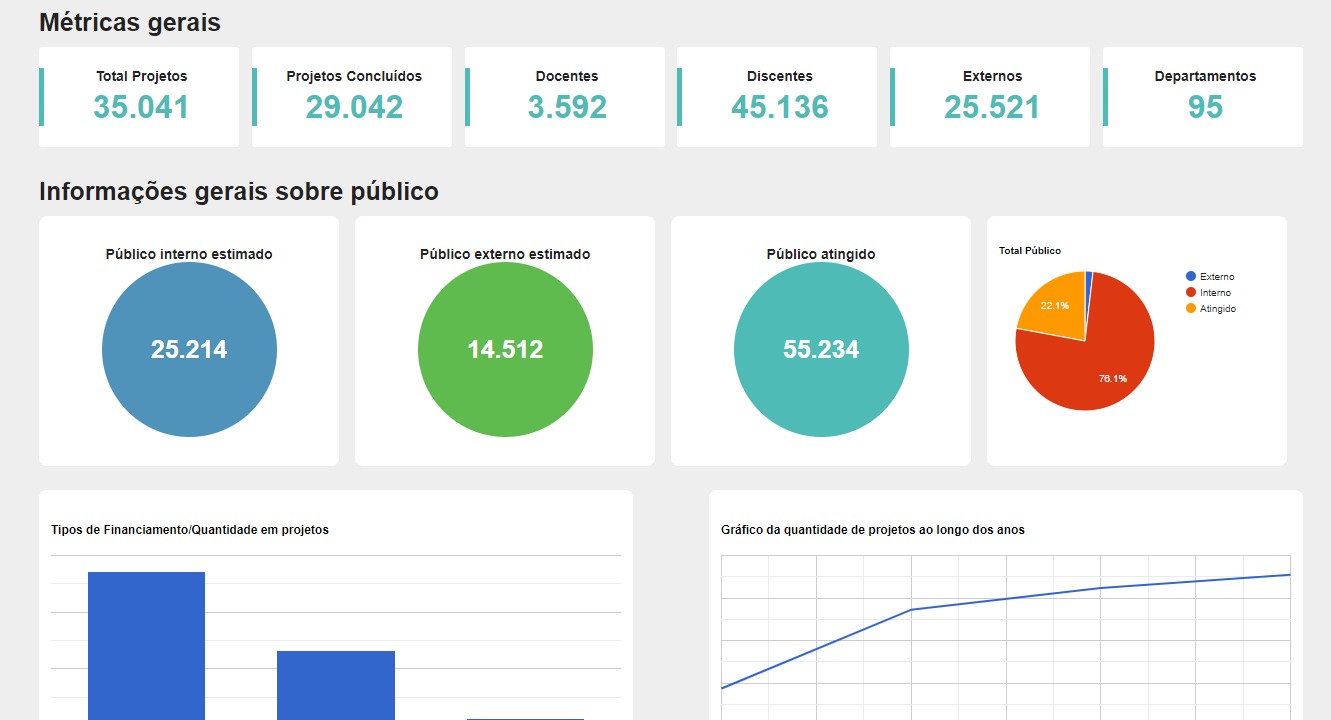 Métricas gerais
Total Projetos
35.041
Projetos Concluídos
29.042
Docentes
3.592
Discentes
45.136
Externos
25.521
Departamentos
95
Informações gerais sobre público
Público interno estimado
25.214
Público externo estimado
14.512
Público atingido
55.234
Total Público
Externo
Interno
Atingido
22.1%
76.1%
Tipos de Financiamento/Quantidade em projetos
Gráfico da quantidade de projetos ao longo dos anos